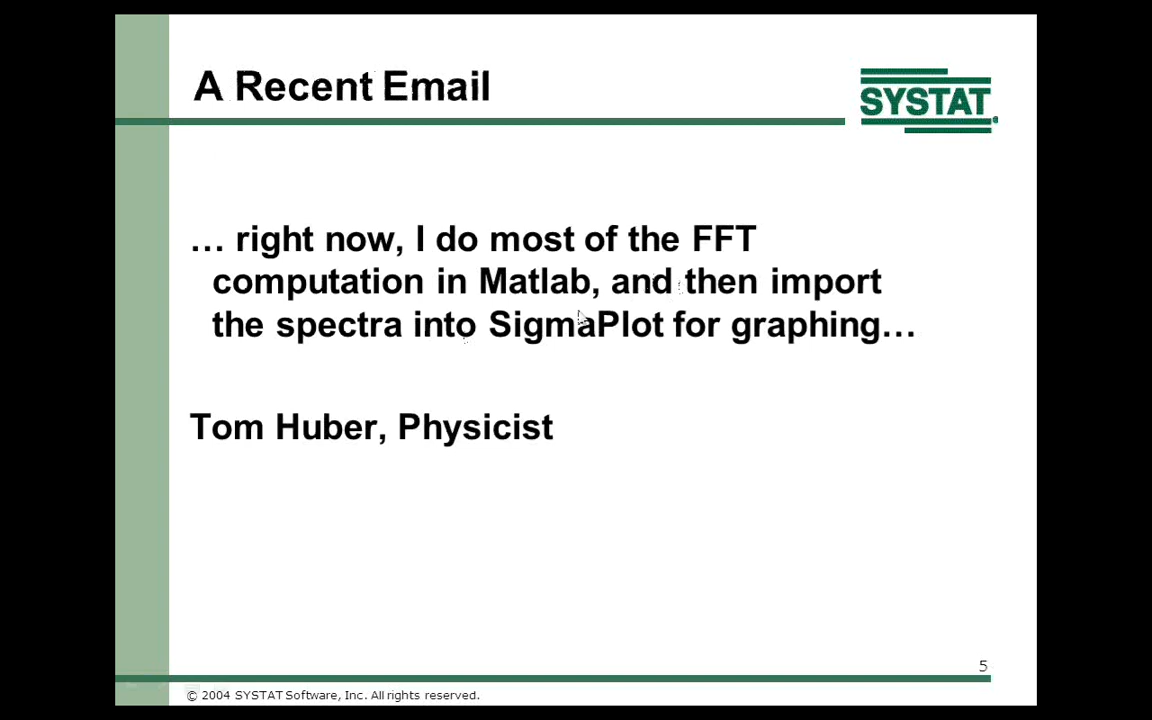 A Recent Email
SYSTAT®
… right now, I do most of the FFT
computation in Matlab, and then import
the spectra into SigmaPlot for graphing…
Tom Huber, Physicist
5
© 2004 SYSTAT Software, Inc. All rights reserved.